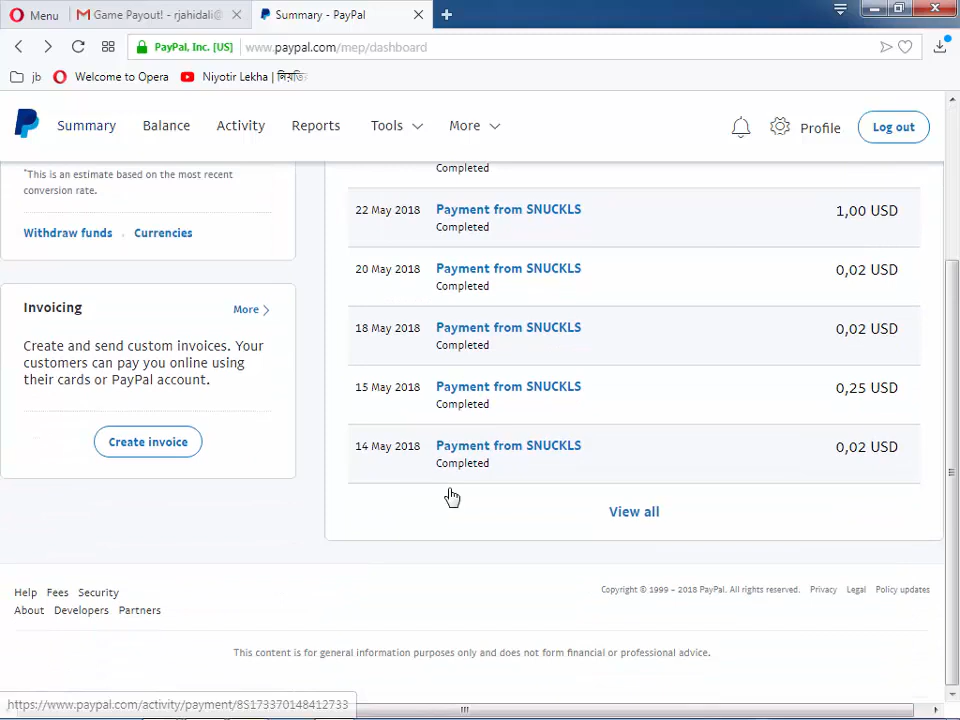 Menu
Game Payout! - rjahidali@
Summary - PayPal
PayPal, Inc. [US]
www.paypal.com/mep/dashboard
jb
Welcome to Opera
Niyotir Lekha |
Summary
Balance
Activity
Reports
Tools
More
Profile
Log out
*This is an estimate based on the most recent
conversion rate.
Withdraw funds
Currencies
Invoicing
More
Create and send custom invoices. Your
customers can pay you online using
their cards or PayPal account.
Create invoice
Completed
22 May 2018 Payment from SNUCKLS 1,00 USD
Completed
20 May 2018 Payment from SNUCKLS 0,02 USD
Completed
18 May 2018 Payment from SNUCKLS 0,02 USD
Completed
15 May 2018 Payment from SNUCKLS 0,25 USD
Completed
14 May 2018 Payment from SNUCKLS 0,02 USD
Completed
View all
Help Fees Security
About Developers Partners
Copyright © 1999 – 2018 PayPal. All rights reserved. Privacy Legal Policy updates
This content is for general information purposes only and does not form financial or professional advice.
https://www.paypal.com/activity/payment/8S173370148412733